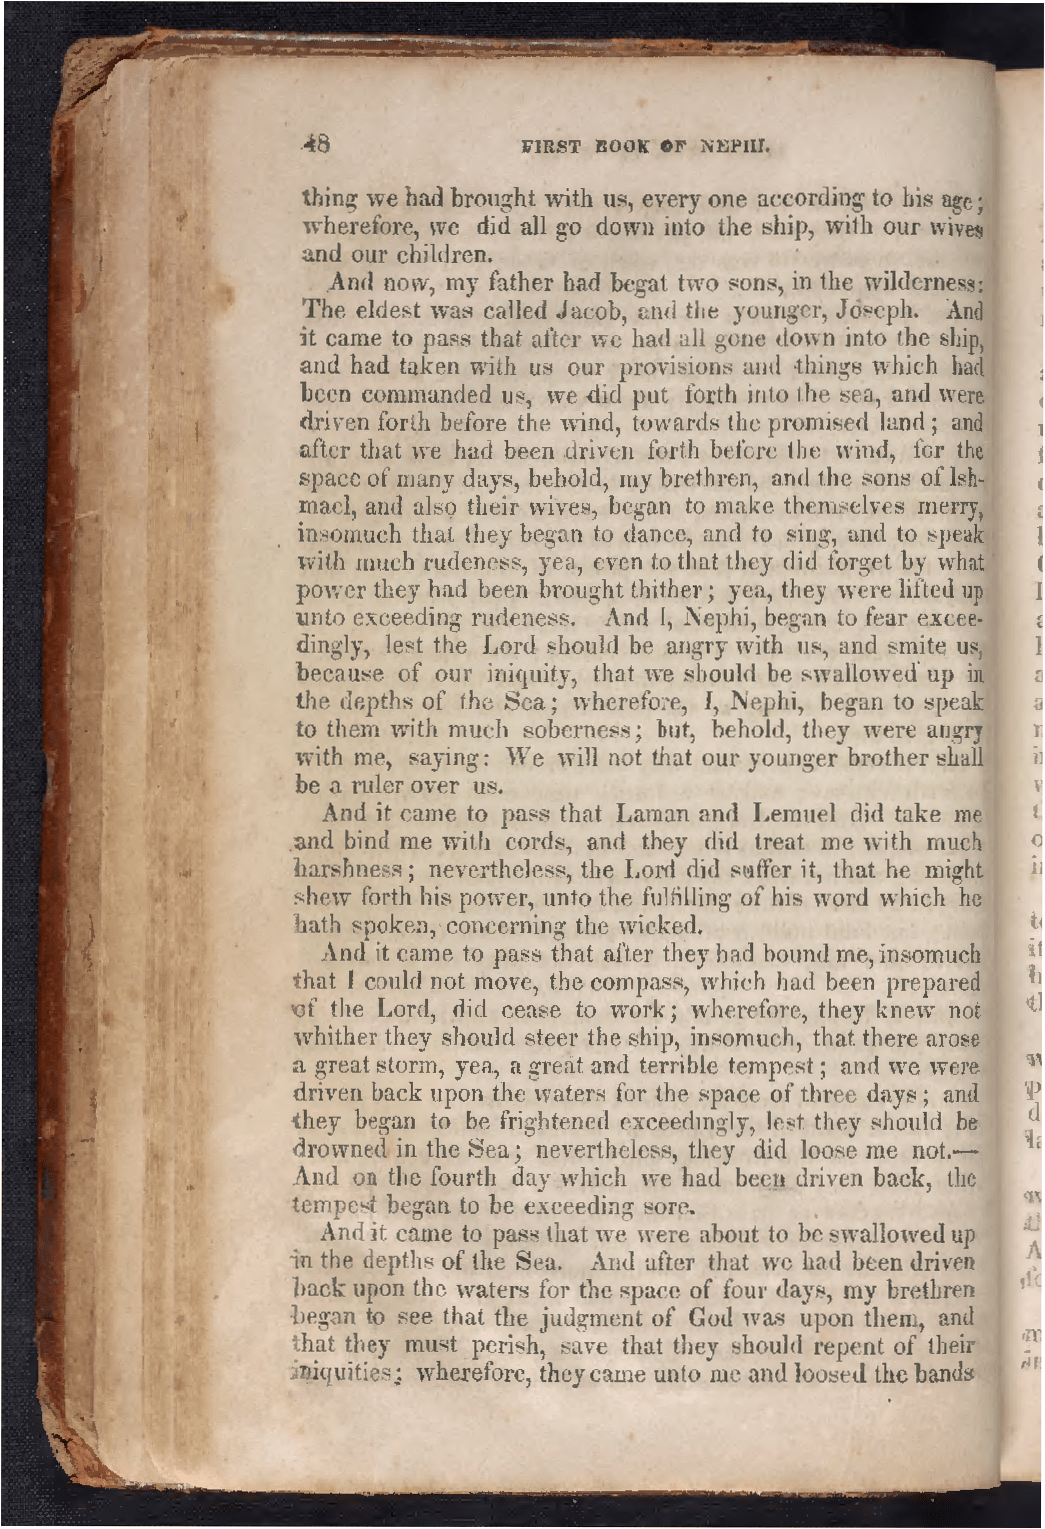 48 FIRST BOOK OF NEPHI.
thing we had brought with us, every one according to his age;
wherefore, we did all go down into the ship, with our wives
and our children.
And now, my father had begat two sons, in the wilderness:
The eldest was called Jacob, and the younger, Joseph. And
it came to pass that after we had all gone down into the ship,
and had taken with us our provisions and things which had
been commanded us, we did put forth into the sea, and were
driven forth before the wind, towards the promised land; and
after that we had been driven forth before the wind, for the
space of many days, behold, my brethren, and the sons of Ish-
mael, and also their wives, began to make themselves merry,
insomuch that they began to dance, and to sing, and to speak
with much rudeness, yea, even to that they did forget by what
power they had been brought thither; yea, they were lifted up
unto exceeding rudeness. And I, Nephi, began to fear excee-
dingly, lest the Lord should be angry with us, and smite us,
because of our iniquity, that we should be swallowed up in
the depths of the Sea; wherefore, I, Nephi, began to speak
to them with much soberness; but, behold, they were angry
with me, saying: We will not that our younger brother shall
be a ruler over us.
And it came to pass that Laman and Lemuel did take me
and bind me with cords, and they did treat me with much
harshness; nevertheless, the Lord did suffer it, that he might
shew forth his power, unto the fulfilling of his word which he
hath spoken, concerning the wicked.
And it came to pass that after they had bound me, insomuch
that I could not move, the compass, which had been prepared
of the Lord, did cease to work; wherefore, they knew not
whither they should steer the ship, insomuch, that there arose
a great storm, yea, a great and terrible tempest; and we were
driven back upon the waters for the space of three days; and
they began to be frightened exceedingly, lest they should be
drowned in the Sea; nevertheless, they did loose me not.—
And on the fourth day which we had been driven back, the
tempest began to be exceeding sore.
And it came to pass that we were about to be swallowed up
in the depths of the Sea. And after that we had been driven
back upon the waters for the space of four days, my brethren
began to see that the judgment of God was upon them, and
that they must perish, save that they should repent of their
iniquities; wherefore, they came unto me and loosed the bands